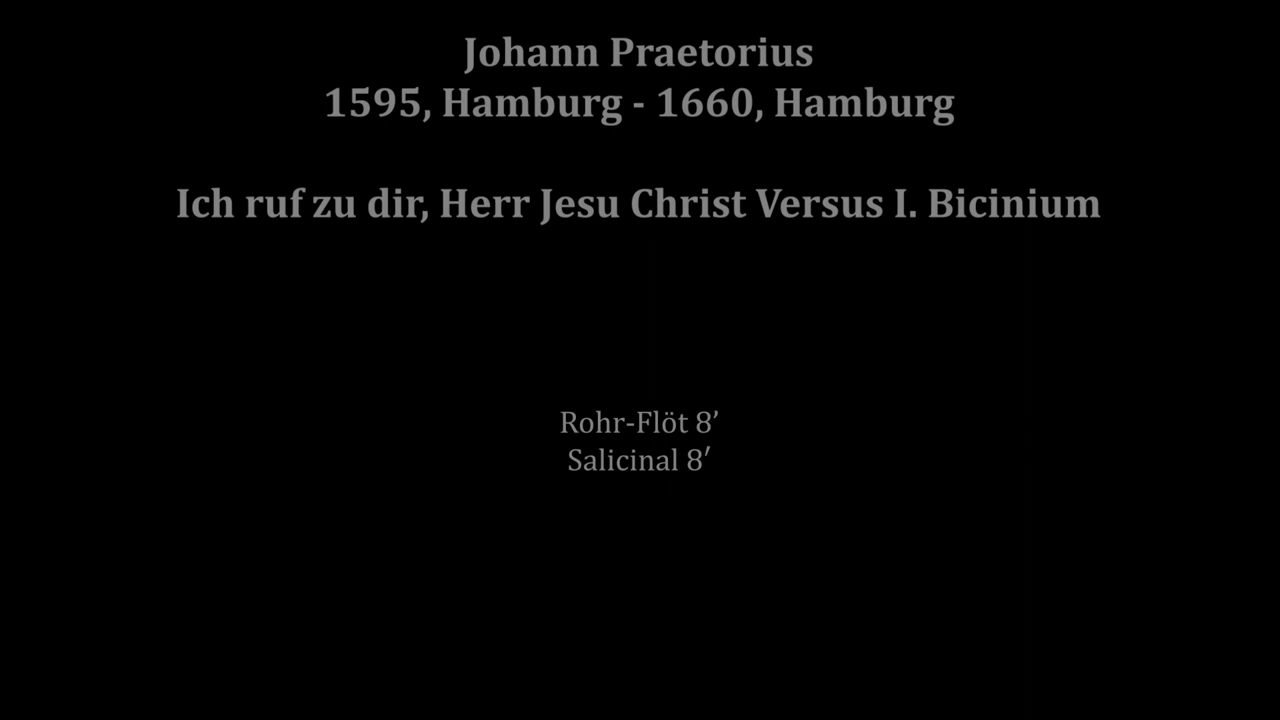 Johann Praetorius
1595, Hamburg - 1660, Hamburg
Ich ruf zu dir, Herr Jesu Christ Versus I. Bicinium
Rohr-Flöt 8’
Salicinal 8′